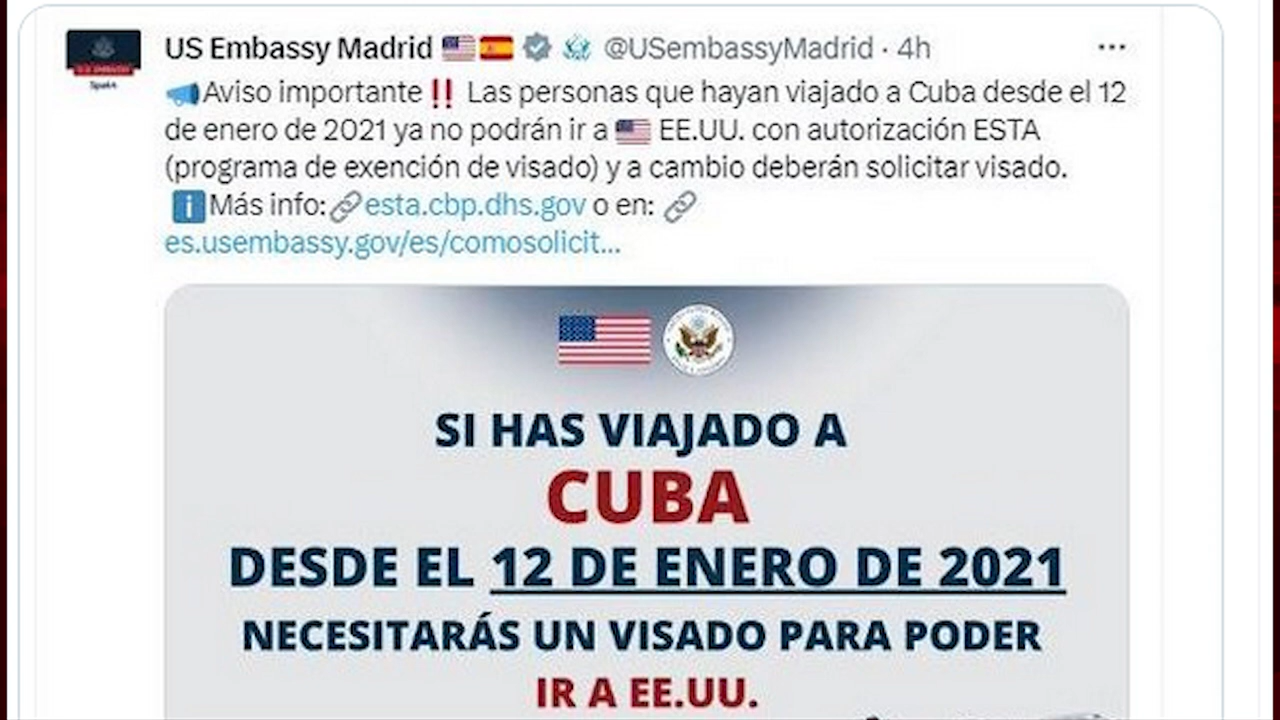 US Embassy Madrid 🇺🇸🇪🇸 @USembassyMadrid · 4h
📢Aviso importante‼️ Las personas que hayan viajado a Cuba desde el 12
de enero de 2021 ya no podrán ir a 🇺🇸 EE.UU. con autorización ESTA
(programa de exención de visado) y a cambio deberán solicitar visado.
ℹ️Más info:🔗esta.cbp.dhs.gov o en: 🔗
es.usembassy.gov/es/comosolicit...
SI HAS VIAJADO A
CUBA
DESDE EL 12 DE ENERO DE 2021
NECESITARÁS UN VISADO PARA PODER
IR A EE.UU.